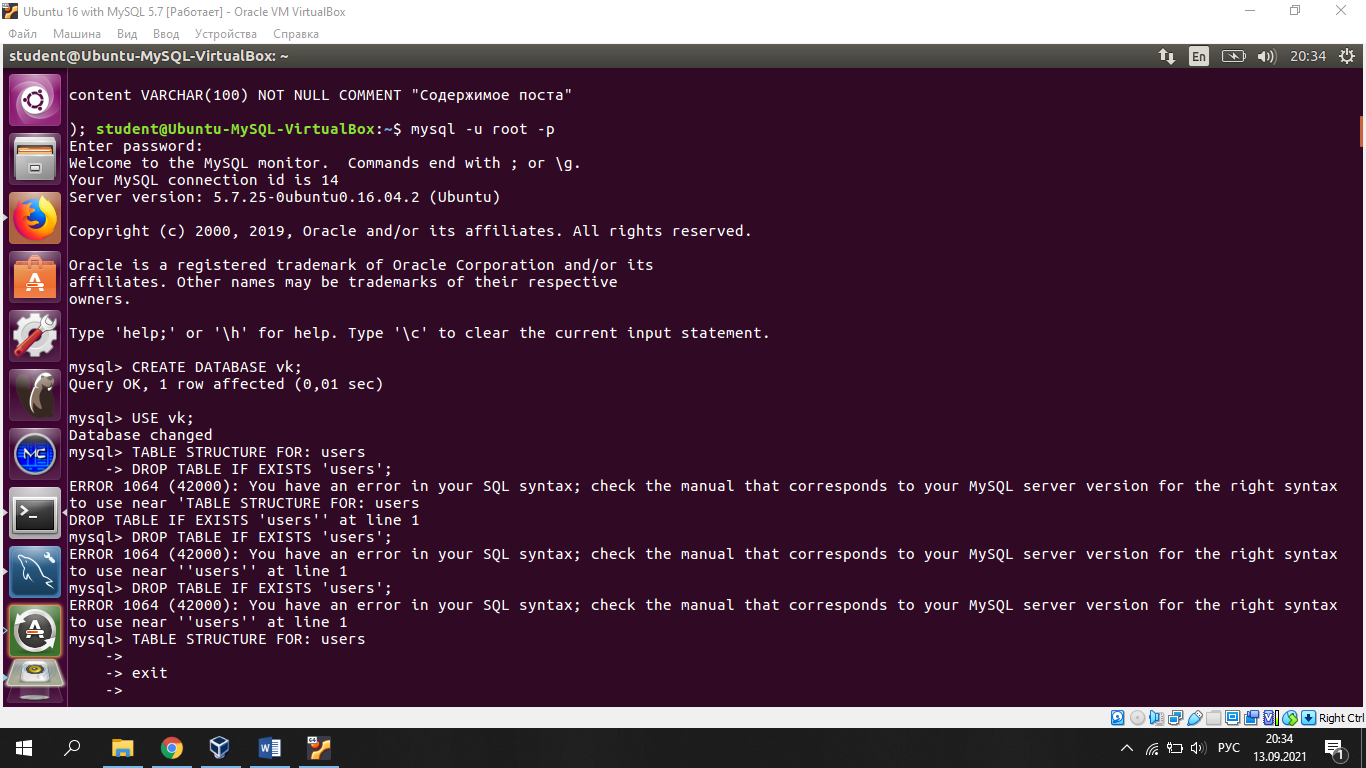 Ubuntu 16 with MySQL 5.7 [Работает] - Oracle VM VirtualBox
Файл Машина Вид Ввод Устройства Справка
student@Ubuntu-MySQL-VirtualBox: ~ En 20:34
content VARCHAR(100) NOT NULL COMMENT "Содержимое поста"
); student@Ubuntu-MySQL-VirtualBox:~$ mysql -u root -p
Enter password:
Welcome to the MySQL monitor.  Commands end with ; or \g.
Your MySQL connection id is 14
Server version: 5.7.25-0ubuntu0.16.04.2 (Ubuntu)
Copyright (c) 2000, 2019, Oracle and/or its affiliates. All rights reserved.
Oracle is a registered trademark of Oracle Corporation and/or its
affiliates. Other names may be trademarks of their respective
owners.
Type 'help;' or '\h' for help. Type '\c' to clear the current input statement.
mysql> CREATE DATABASE vk;
Query OK, 1 row affected (0,01 sec)
mysql> USE vk;
Database changed
mysql> TABLE STRUCTURE FOR: users
    -> DROP TABLE IF EXISTS 'users';
ERROR 1064 (42000): You have an error in your SQL syntax; check the manual that corresponds to your MySQL server version for the right syntax
to use near 'TABLE STRUCTURE FOR: users
DROP TABLE IF EXISTS 'users'' at line 1
mysql> DROP TABLE IF EXISTS 'users';
ERROR 1064 (42000): You have an error in your SQL syntax; check the manual that corresponds to your MySQL server version for the right syntax
to use near ''users'' at line 1
mysql> DROP TABLE IF EXISTS 'users';
ERROR 1064 (42000): You have an error in your SQL syntax; check the manual that corresponds to your MySQL server version for the right syntax
to use near ''users'' at line 1
mysql> TABLE STRUCTURE FOR: users
    ->
    -> exit
    ->
MC
Right Ctrl
РУС
20:34
13.09.2021
1